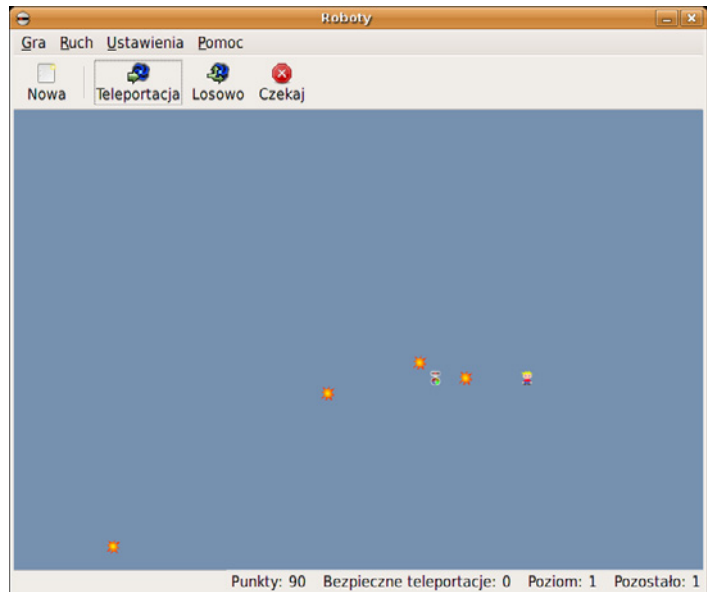 Roboty
Gra Ruch Ustawienia Pomoc
Nowa Teleportacja Losowo Czekaj
Punkty: 90 Bezpieczne teleportacje: 0 Poziom: 1 Pozostało: 1